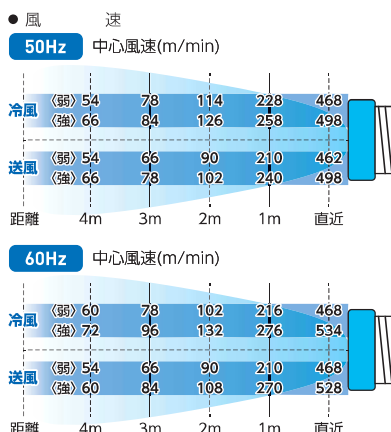 ● 風 速
50Hz 中心風速(m/min)
冷風 〈弱〉54 78 114 228 468
〈強〉66 84 126 258 498
送風 〈弱〉54 66 90 210 462
〈強〉66 78 102 240 498
距離 4m 3m 2m 1m 直近
60Hz 中心風速(m/min)
冷風 〈弱〉60 78 102 216 468
〈強〉72 96 132 276 534
送風 〈弱〉54 66 90 210 468
〈強〉60 84 108 270 528
距離 4m 3m 2m 1m 直近